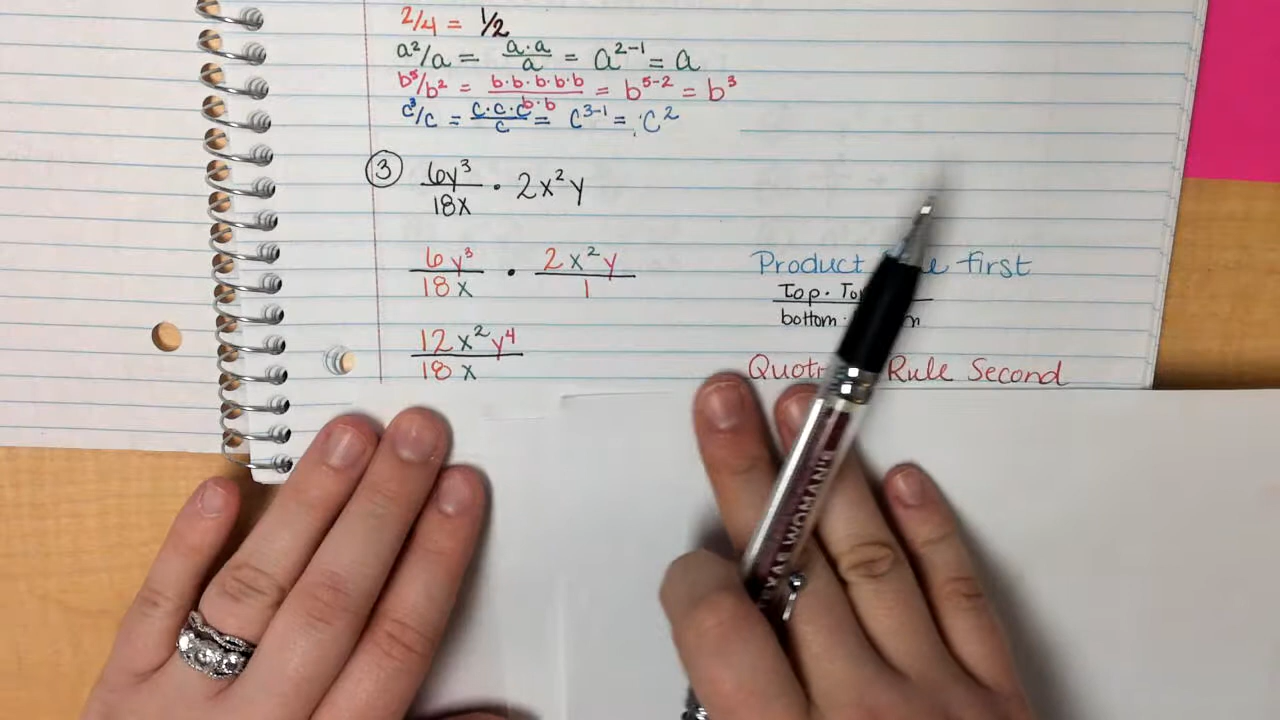 2/4 = 1/2
a²/a = a·a/a = a²⁻¹ = a
b⁵/b² = b·b·b·b·b/b·b = b⁵⁻² = b³
c³/c = c·c·c/c = c³⁻¹ = c²
③ 6y³/18x · 2x²y
6y³/18x · 2x²y/1
Product first
Top ·
bottom ·
12x²y⁴/18x
Rule Second
WOMAN'S